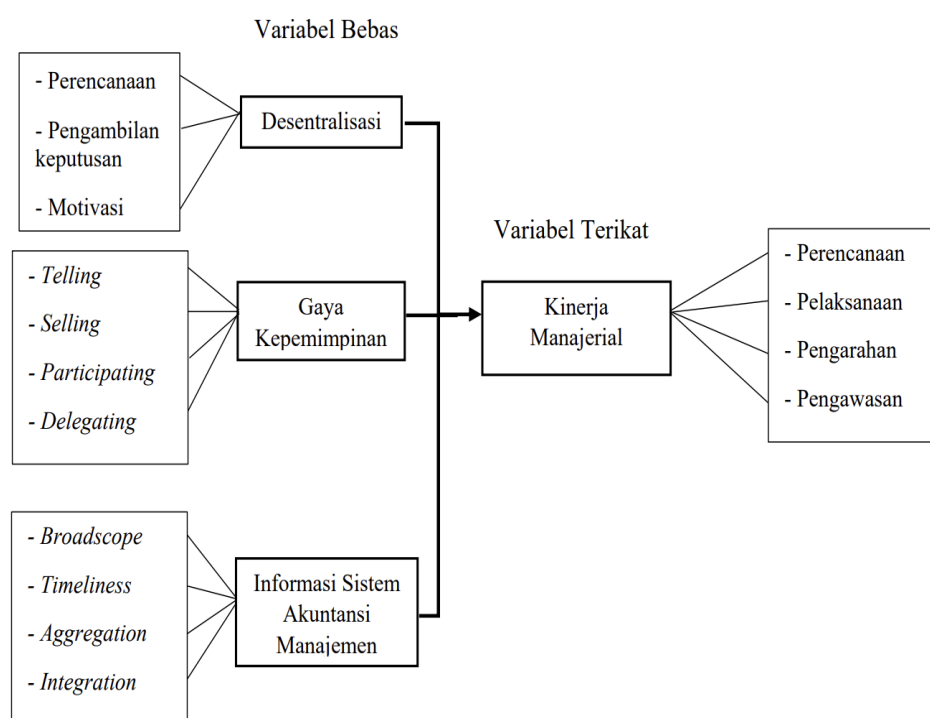 Variabel Bebas
- Perencanaan
- Pengambilan
keputusan
- Motivasi
Desentralisasi
- Telling
- Selling
- Participating
- Delegating
Gaya
Kepemimpinan
- Broadscope
- Timeliness
- Aggregation
- Integration
Informasi Sistem
Akuntansi
Manajemen
Variabel Terikat
Kinerja
Manajerial
- Perencanaan
- Pelaksanaan
- Pengarahan
- Pengawasan